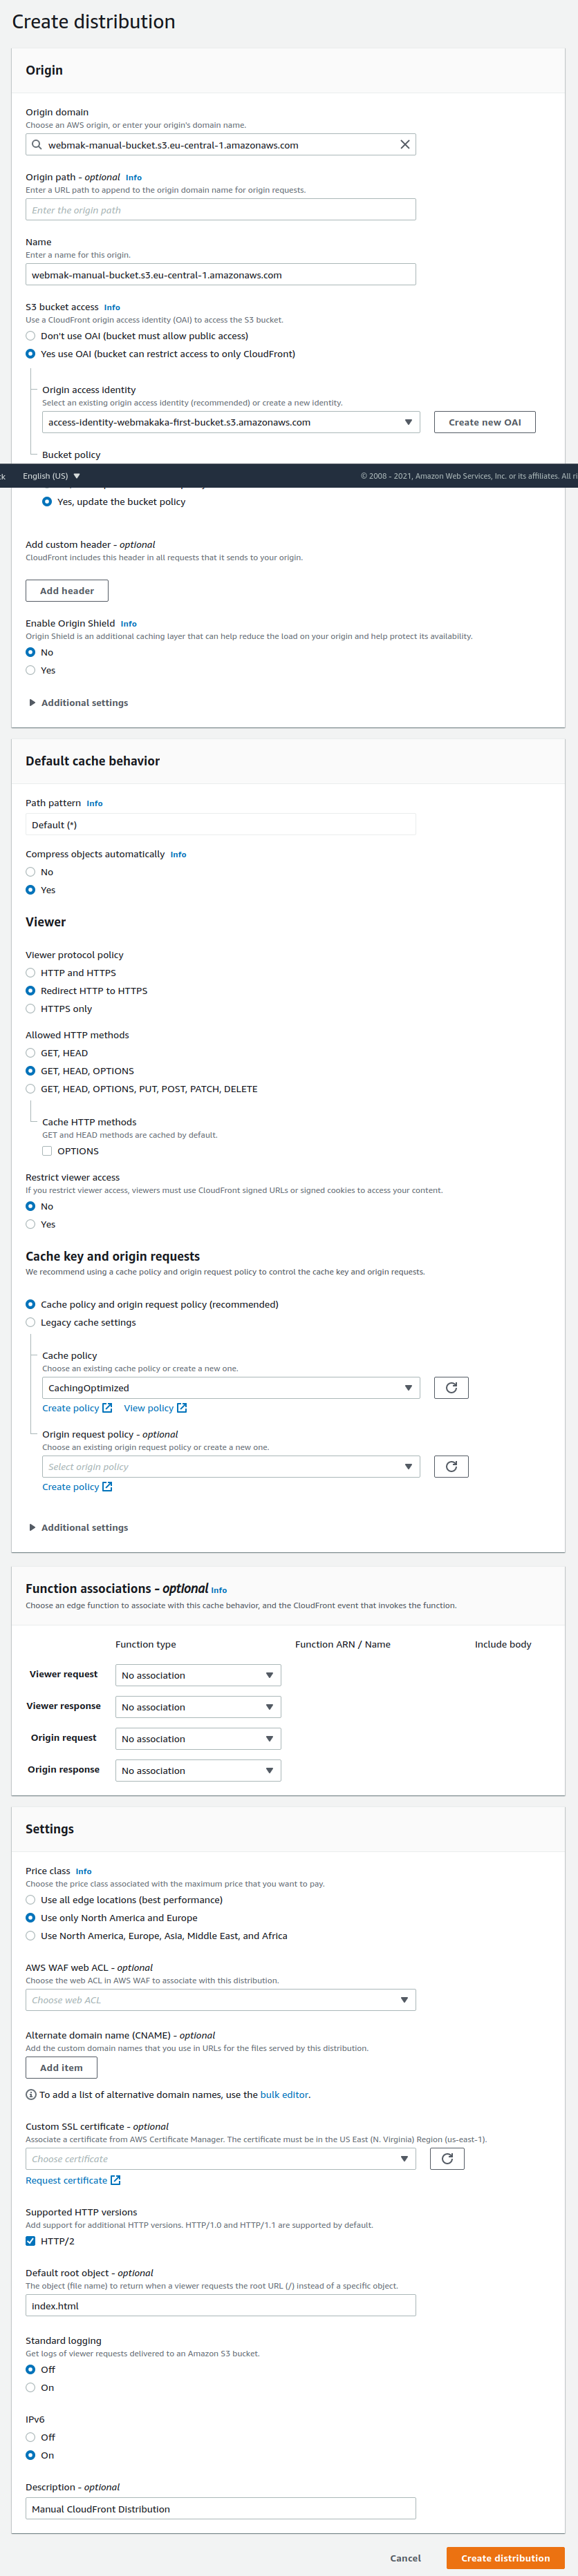 Create distribution
Origin
Origin domain
Choose an AWS origin, or enter your origin's domain name.
webmak-manual-bucket.s3.eu-central-1.amazonaws.com
Origin path - optional Info
Enter a URL path to append to the origin domain name for origin requests.
Enter the origin path
Name
Enter a name for this origin.
webmak-manual-bucket.s3.eu-central-1.amazonaws.com
S3 bucket access Info
Use a CloudFront origin access identity (OAI) to access the S3 bucket.
Don't use OAI (bucket must allow public access)
Yes use OAI (bucket can restrict access to only CloudFront)
Origin access identity
Select an existing origin access identity (recommended) or create a new identity.
access-identity-webmakaka-first-bucket.s3.amazonaws.com Create new OAI
Bucket policy
English (US) © 2008 - 2021, Amazon Web Services, Inc. or its affiliates. All ri
Yes, update the bucket policy
Add custom header - optional
CloudFront includes this header in all requests that it sends to your origin.
Add header
Enable Origin Shield Info
Origin Shield is an additional caching layer that can help reduce the load on your origin and help protect its availability.
No
Yes
Additional settings
Default cache behavior
Path pattern Info
Default (*)
Compress objects automatically Info
No
Yes
Viewer
Viewer protocol policy
HTTP and HTTPS
Redirect HTTP to HTTPS
HTTPS only
Allowed HTTP methods
GET, HEAD
GET, HEAD, OPTIONS
GET, HEAD, OPTIONS, PUT, POST, PATCH, DELETE
Cache HTTP methods
GET and HEAD methods are cached by default.
OPTIONS
Restrict viewer access
If you restrict viewer access, viewers must use CloudFront signed URLs or signed cookies to access your content.
No
Yes
Cache key and origin requests
We recommend using a cache policy and origin request policy to control the cache key and origin requests.
Cache policy and origin request policy (recommended)
Legacy cache settings
Cache policy
Choose an existing cache policy or create a new one.
CachingOptimized
Create policy View policy
Origin request policy - optional
Choose an existing origin request policy or create a new one.
Select origin policy
Create policy
Additional settings
Function associations - optional Info
Choose an edge function to associate with this cache behavior, and the CloudFront event that invokes the function.
Function type Function ARN / Name Include body
Viewer request No association
Viewer response No association
Origin request No association
Origin response No association
Settings
Price class Info
Choose the price class associated with the maximum price that you want to pay.
Use all edge locations (best performance)
Use only North America and Europe
Use North America, Europe, Asia, Middle East, and Africa
AWS WAF web ACL - optional
Choose the web ACL in AWS WAF to associate with this distribution.
Choose web ACL
Alternate domain name (CNAME) - optional
Add the custom domain names that you use in URLs for the files served by this distribution.
Add item
To add a list of alternative domain names, use the bulk editor.
Custom SSL certificate - optional
Associate a certificate from AWS Certificate Manager. The certificate must be in the US East (N. Virginia) Region (us-east-1).
Choose certificate
Request certificate
Supported HTTP versions
Add support for additional HTTP versions. HTTP/1.0 and HTTP/1.1 are supported by default.
HTTP/2
Default root object - optional
The object (file name) to return when a viewer requests the root URL (/) instead of a specific object.
index.html
Standard logging
Get logs of viewer requests delivered to an Amazon S3 bucket.
Off
On
IPv6
Off
On
Description - optional
Manual CloudFront Distribution
Cancel Create distribution